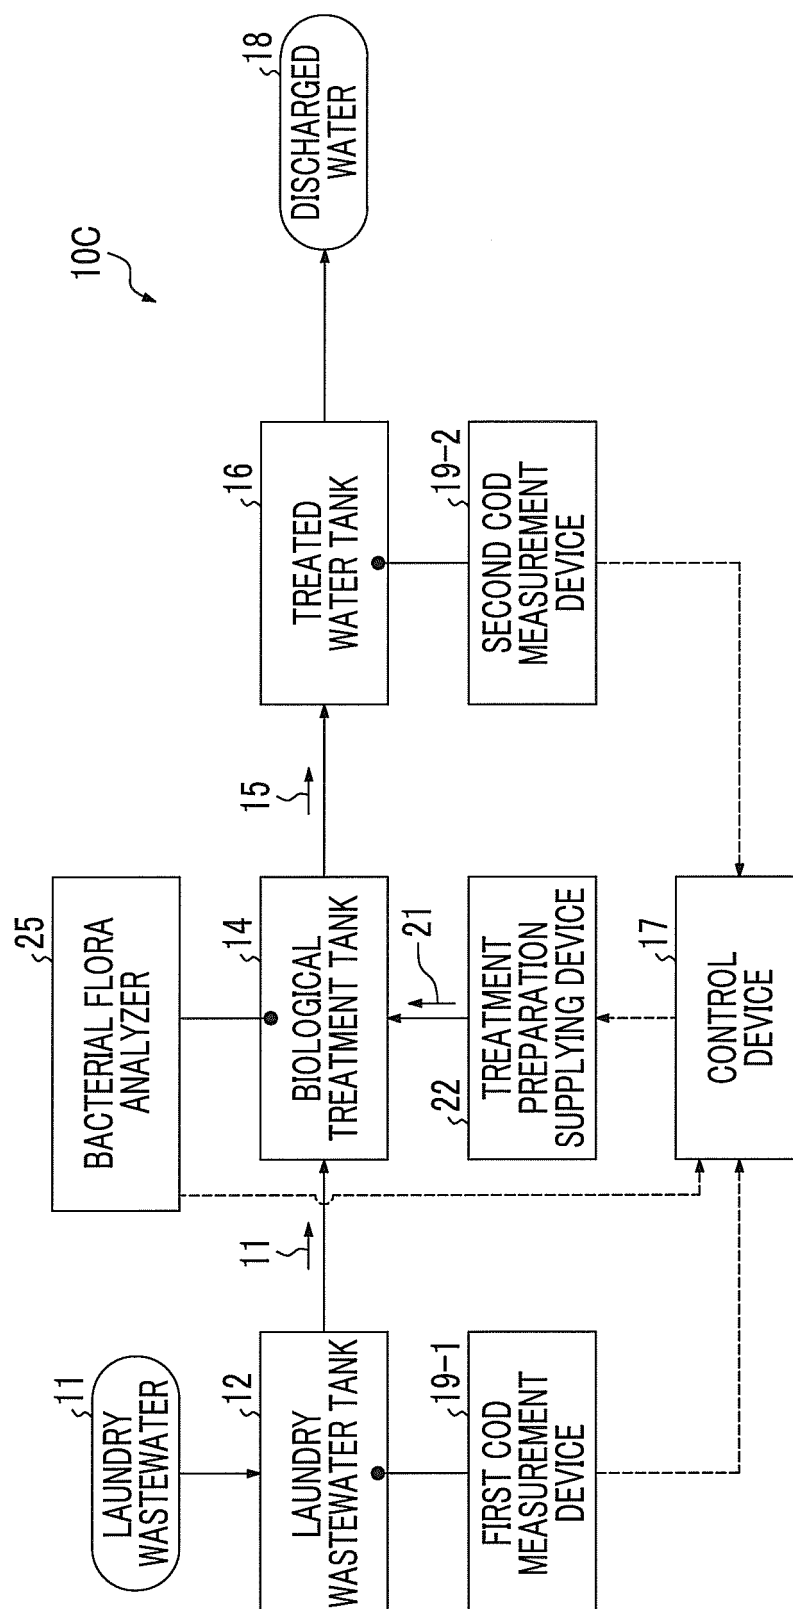 10C
11
LAUNDRY
WASTEWATER
12
LAUNDRY
WASTEWATER TANK
19-1
FIRST COD
MEASUREMENT
DEVICE
11
25
BACTERIAL FLORA
ANALYZER
14
BIOLOGICAL
TREATMENT TANK
21
22
TREATMENT
PREPARATION
SUPPLYING DEVICE
17
CONTROL
DEVICE
15
16
TREATED
WATER TANK
19-2
SECOND COD
MEASUREMENT
DEVICE
18
DISCHARGED
WATER